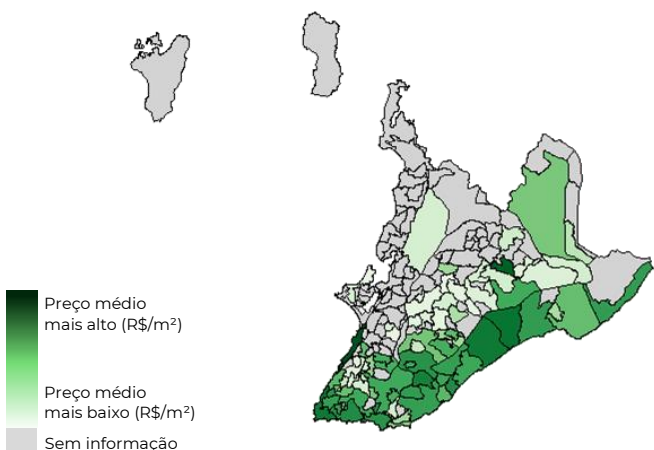 Preço médio
mais alto (R$/m²)
Preço médio
mais baixo (R$/m²)
Sem informação